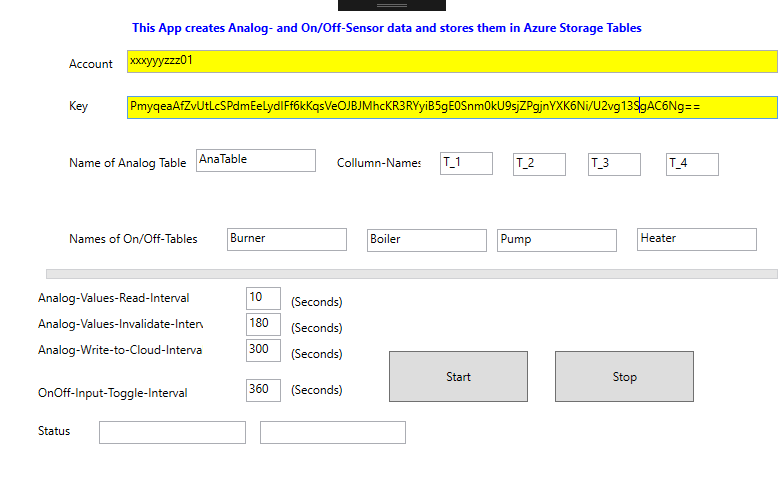 This App creates Analog- and On/Off-Sensor data and stores them in Azure Storage Tables
Account xxxyyyzzz01
Key PmyqeaAfZvUtLcSPdmEeLydIFf6kKqsVeOJBJMhcKR3RYyiB5gE0Snm0kU9sjZPgjnYXK6Ni/U2vg13SgAC6Ng==
Name of Analog Table AnaTable Collumn-Names T_1 T_2 T_3 T_4
Names of On/Off-Tables Burner Boiler Pump Heater
Analog-Values-Read-Interval 10 (Seconds)
Analog-Values-Invalidate-Interv 180 (Seconds)
Analog-Write-to-Cloud-Interva 300 (Seconds)
Start Stop
OnOff-Input-Toggle-Interval 360 (Seconds)
Status